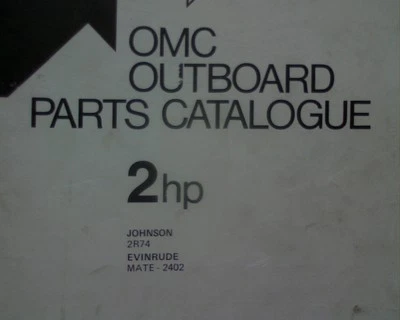 OMC
OUTBOARD
PARTS CATALOGUE
2hp
JOHNSON
2R74
EVINRUDE
MATE - 2402